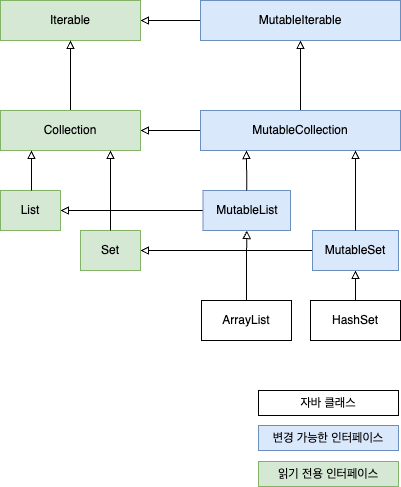 Iterable
MutableIterable
Collection
MutableCollection
List
MutableList
Set
MutableSet
ArrayList
HashSet
자바 클래스
변경 가능한 인터페이스
읽기 전용 인터페이스